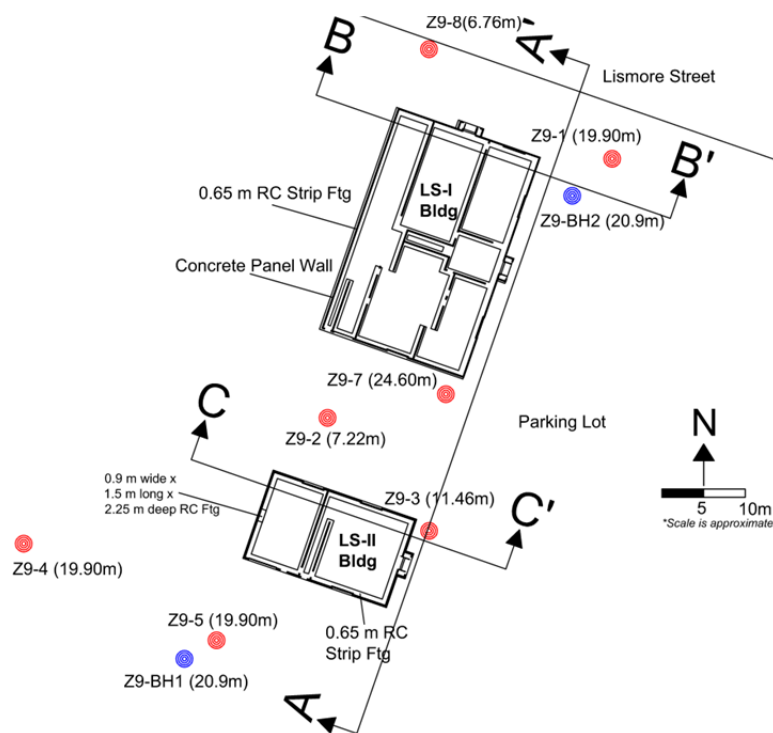 Z9-8(6.76m)
A'
B
Lismore Street
Z9-1 (19.90m)
B'
LS-I
Bldg
0.65 m RC Strip Ftg
Z9-BH2 (20.9m)
Concrete Panel Wall
Z9-7 (24.60m)
C
Parking Lot
N
Z9-2 (7.22m)
0.9 m wide x
1.5 m long x
2.25 m deep RC Ftg
Z9-3 (11.46m)
C'
5 10m
*Scale is approximate
LS-II
Bldg
Z9-4 (19.90m)
Z9-5 (19.90m)
0.65 m RC
Strip Ftg
Z9-BH1 (20.9m)
A